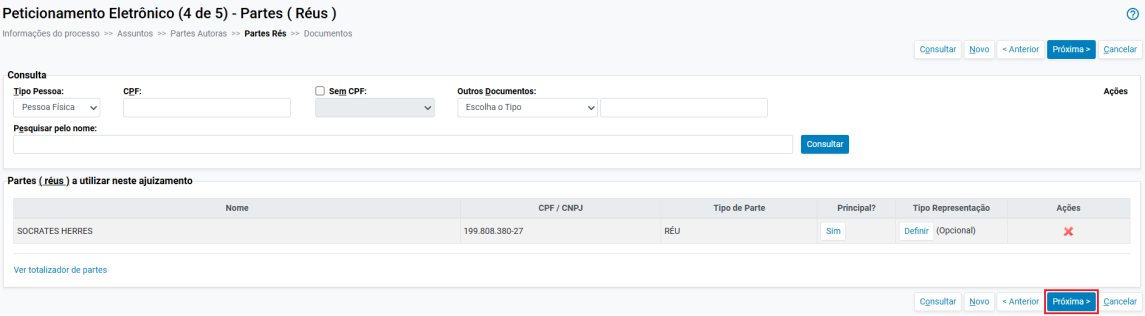 Peticionamento Eletrônico (4 de 5) - Partes ( Réus )
Informações do processo >> Assuntos >> Partes Autoras >> Partes Rés >> Documentos
Consultar Novo < Anterior Próxima > Cancelar
Consulta
Tipo Pessoa: CPF: Sem CPF: Outros Documentos: Ações
Pessoa Física Escolha o Tipo
Pesquisar pelo nome:
Consultar
Partes ( réus ) a utilizar neste ajuizamento
Nome CPF / CNPJ Tipo de Parte Principal? Tipo Representação Ações
SOCRATES HERRES 199.808.380-27 RÉU Sim Definir (Opcional)
Ver totalizador de partes
Consultar Novo < Anterior Próxima > Cancelar